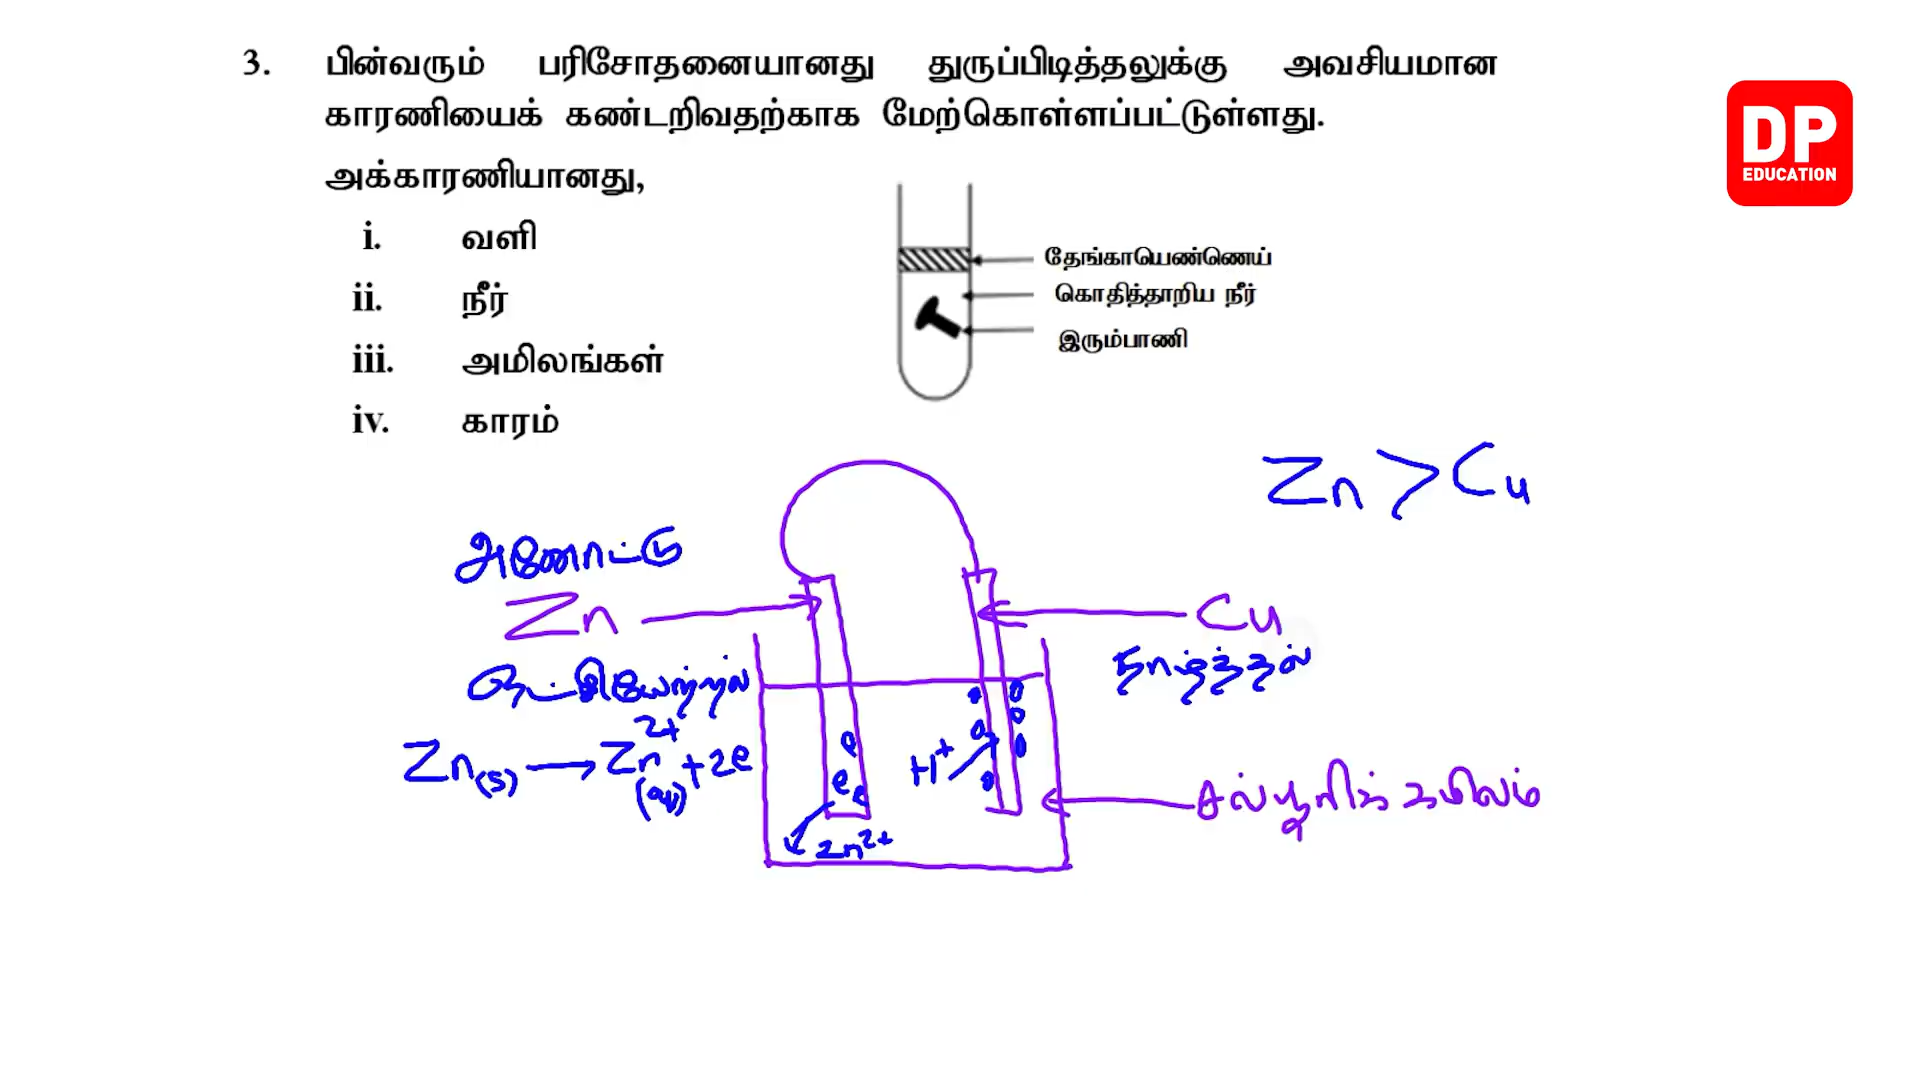 3. பின்வரும் பரிசோதனையானது துருப்பிடித்தலுக்கு அவசியமான
காரணியைக் கண்டறிவதற்காக மேற்கொள்ளப்பட்டுள்ளது.
அக்காரணியானது,
i. வளி
ii. நீர்
iii. அமிலங்கள்
iv. காரம்
தேங்காயெண்ணெய்
கொதித்தாறிய நீர்
இரும்பாணி
DP
EDUCATION
Zn > Cu
அனோட்டு
Zn
Cu
ஒட்சியேற்றல்
தாழ்த்தல்
Zn(s) → Zn2+(aq) + 2e
e
e e
H+
Zn2+
சல்பூரிக்கமிலம்